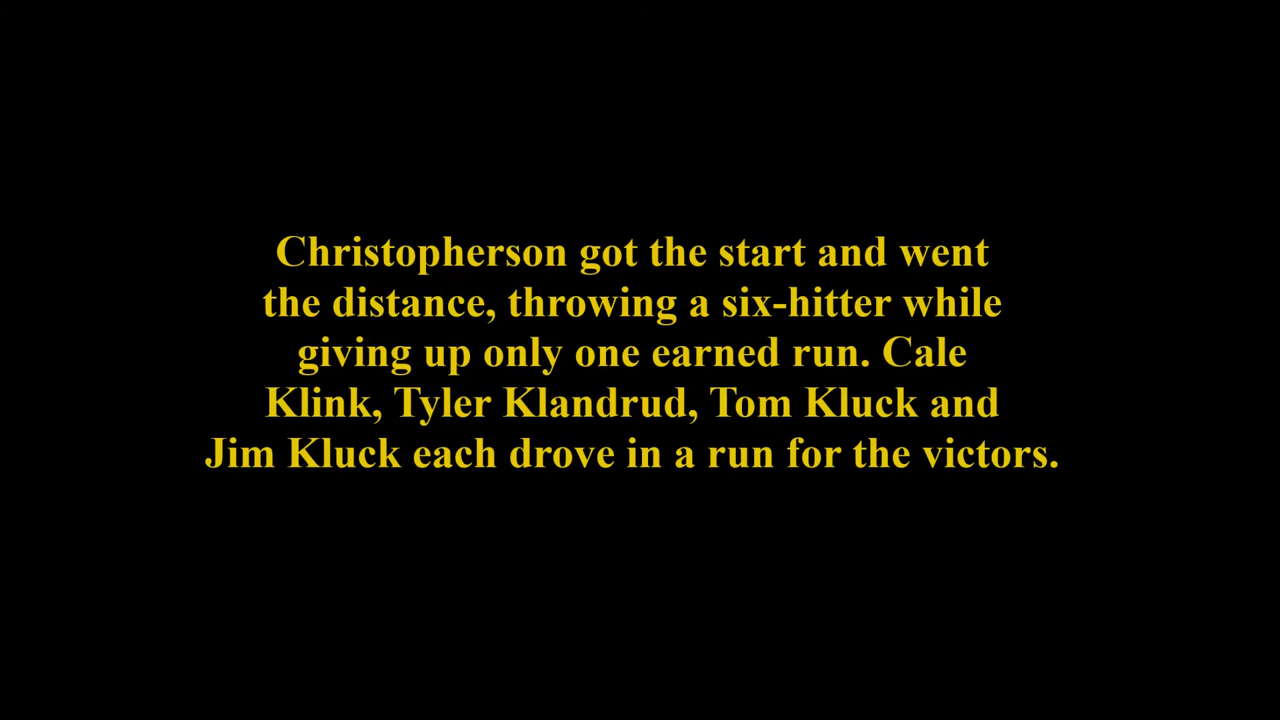 Christopherson got the start and went
the distance, throwing a six-hitter while
giving up only one earned run. Cale
Klink, Tyler Klandrud, Tom Kluck and
Jim Kluck each drove in a run for the victors.